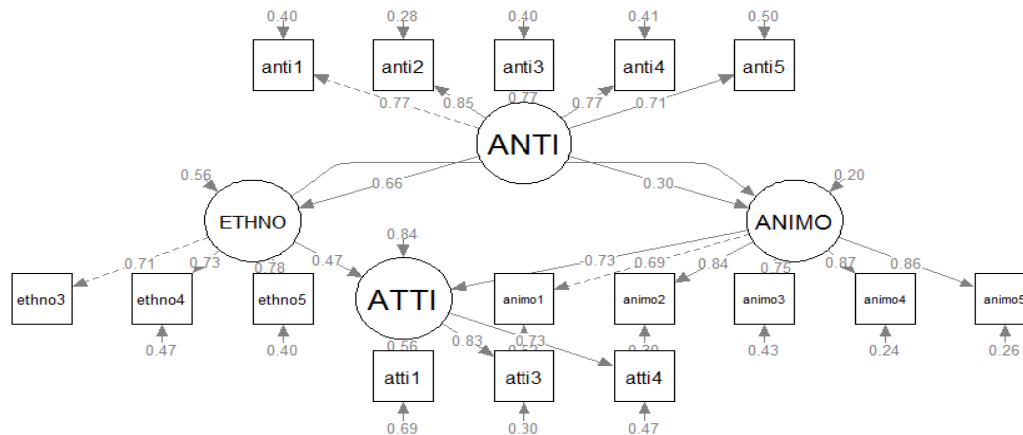 0.40 0.28 0.40 0.41 0.50
anti1 anti2 anti3 anti4 anti5
0.77 0.85 0.77 0.77 0.71
ANTI
0.56 0.66 0.30 0.20
ETHNO ANIMO
0.84
0.71 0.73 0.78 0.47 0.73 0.69 0.84 0.75 0.87 0.86
ethno3 ethno4 ethno5 ATTI animo1 animo2 animo3 animo4 animo5
0.47 0.40 0.56 0.83 0.73 0.43 0.24 0.26
atti1 atti3 atti4
0.69 0.30 0.47